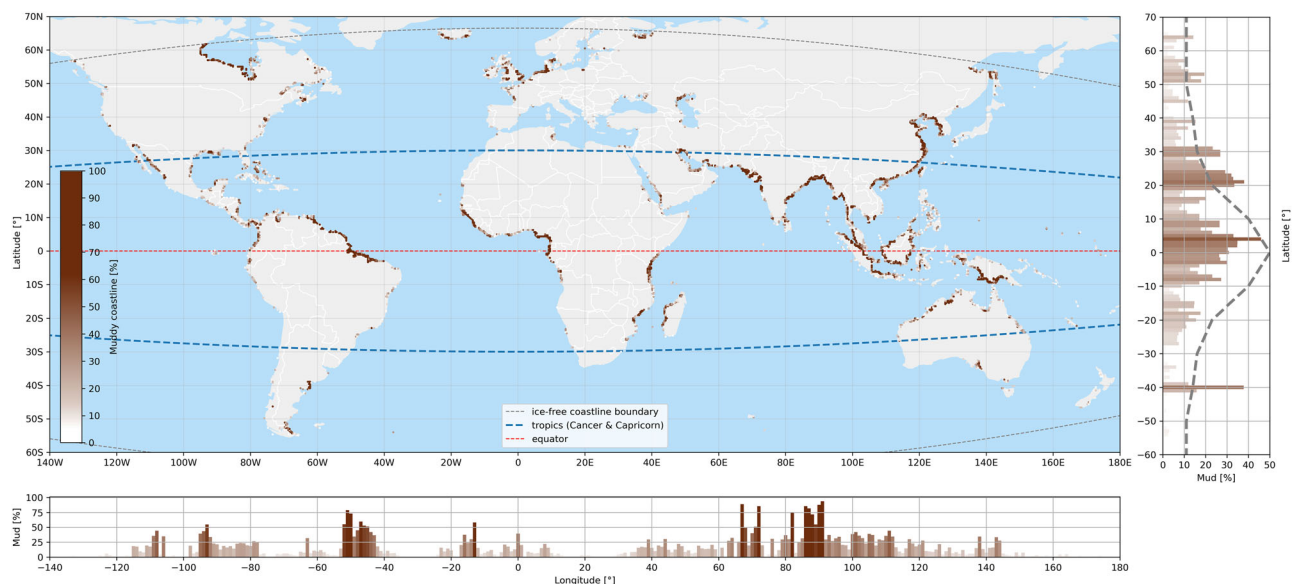 70N
60N
50N
40N
30N
20N
10N
0
10S
20S
30S
40S
50S
60S
Latitude [°]
100
90
80
70
60
50
40
30
20
10
0
Muddy coastline [%]
ice-free coastline boundary
tropics (Cancer & Capricorn)
equator
140W 120W 100W 80W 60W 40W 20W 0 20E 40E 60E 80E 100E 120E 140E 160E 180E
70
60
50
40
30
20
10
0
−10
−20
−30
−40
−50
−60
Latitude [°]
0 10 20 30 40 50
Mud [%]
100
75
50
25
0
Mud [%]
−140 −120 −100 −80 −60 −40 −20 0 20 40 60 80 100 120 140 160 180
Longitude [°]